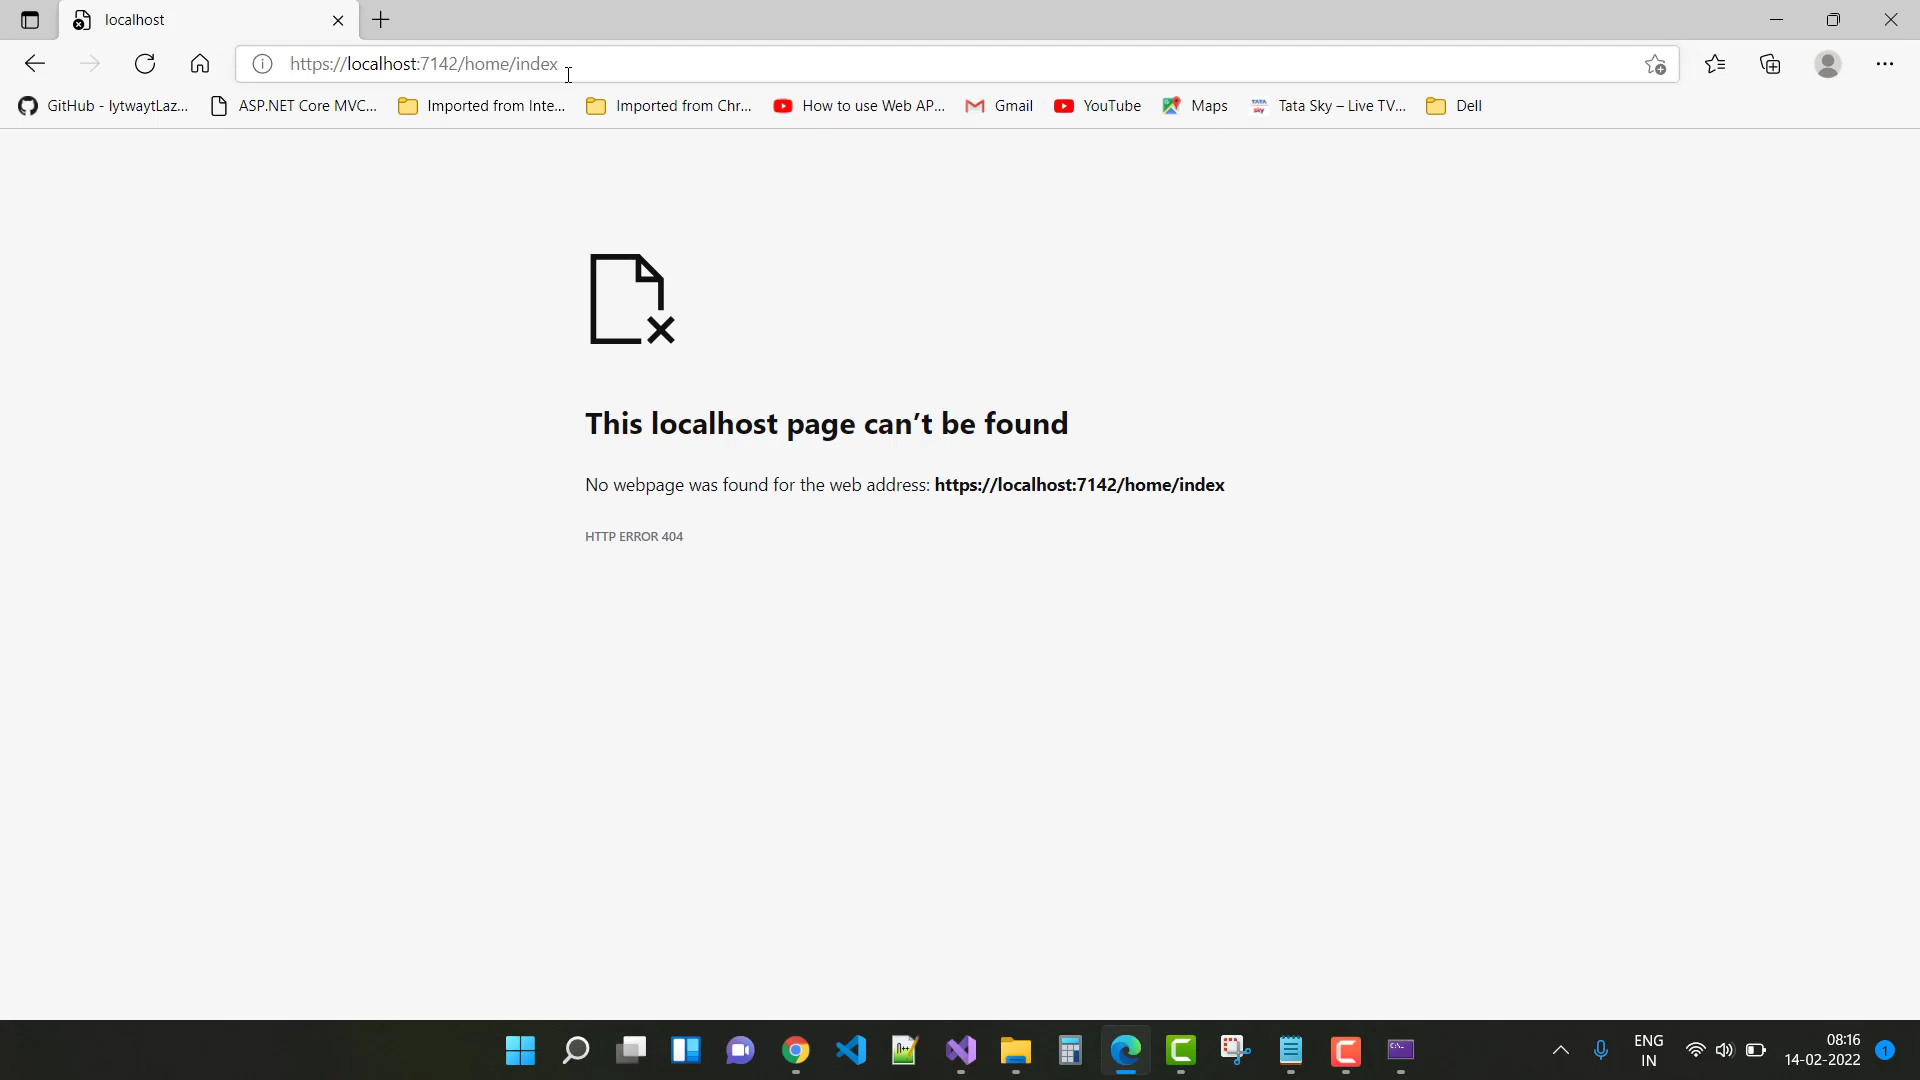 localhost
https://localhost:7142/home/index
GitHub - lytwaytLaz...
ASP.NET Core MVC...
Imported from Inte...
Imported from Chr...
How to use Web AP...
Gmail
YouTube
Maps
TATA sky
Tata Sky – Live TV...
Dell
This localhost page can’t be found
No webpage was found for the web address: https://localhost:7142/home/index
HTTP ERROR 404
ENG
IN
08:16
14-02-2022
1